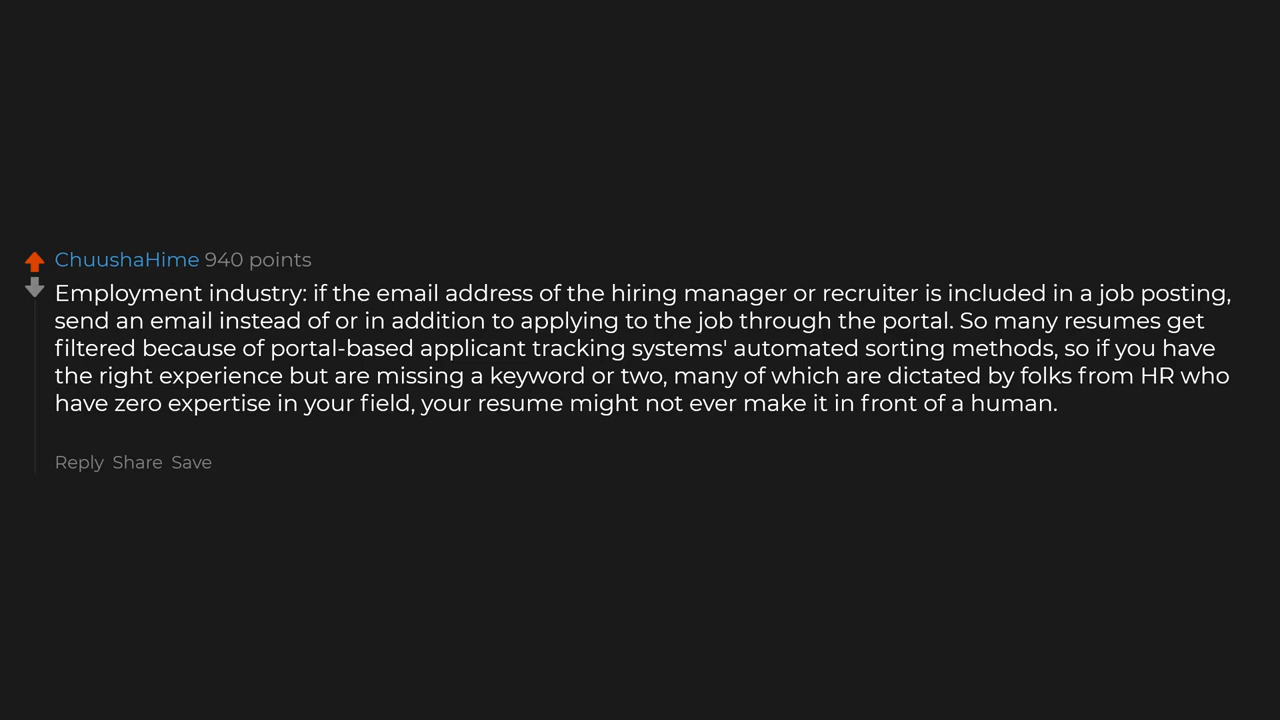 ChuushaHime 940 points
Employment industry: if the email address of the hiring manager or recruiter is included in a job posting,
send an email instead of or in addition to applying to the job through the portal. So many resumes get
filtered because of portal-based applicant tracking systems' automated sorting methods, so if you have
the right experience but are missing a keyword or two, many of which are dictated by folks from HR who
have zero expertise in your field, your resume might not ever make it in front of a human.
Reply Share Save